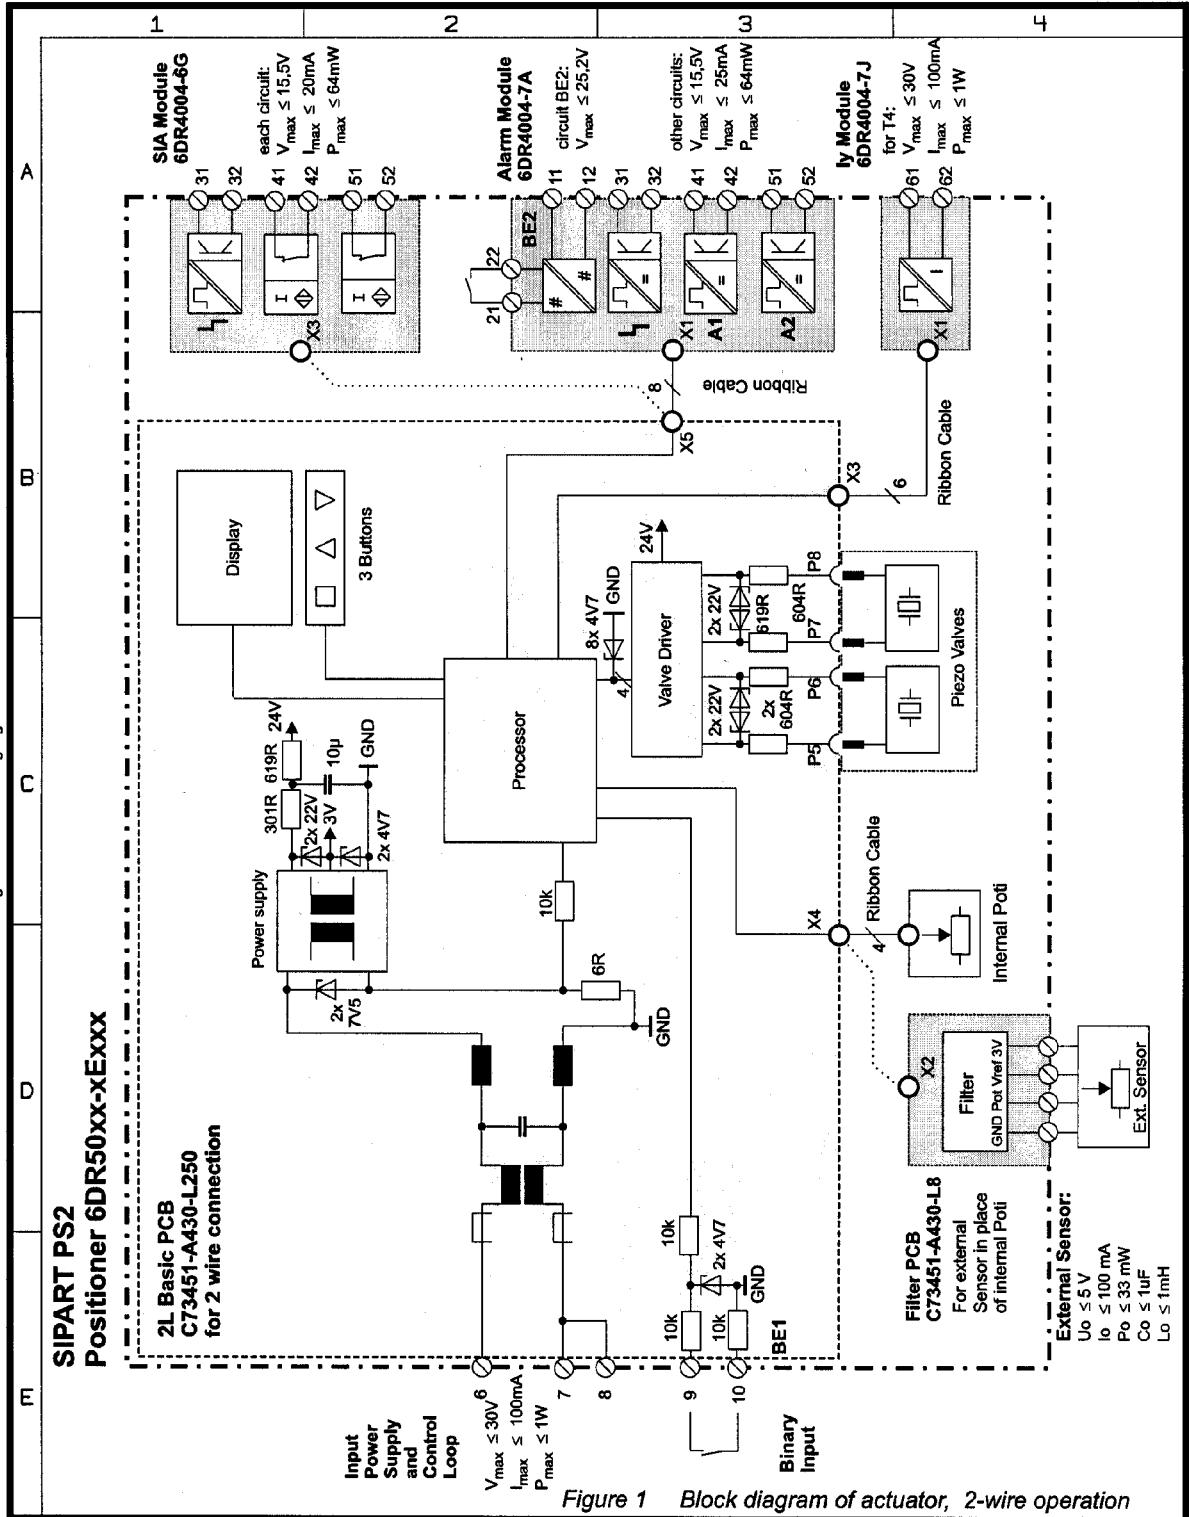 1
2
3
4
A
B
C
D
E
SIPART PS2
Positioner 6DR50xx-xExxx
2L Basic PCB
C73451-A430-L250
for 2 wire connection
SIA Module
6DR4004-6G
each circuit:
Vmax ≤ 15,5V
Imax ≤ 20mA
Pmax ≤ 64mW
31
32
41
42
51
52
X3
Alarm Module
6DR4004-7A
circuit BE2:
Vmax ≤ 25,2V
other circuits:
Vmax ≤ 15,5V
Imax ≤ 25mA
Pmax ≤ 64mW
BE2
21
22
11
12
31
32
41
42
51
52
#
#
=
=
=
A1
A2
X1
Iy Module
6DR4004-7J
for T4:
Vmax ≤ 30V
Imax ≤ 100mA
Pmax ≤ 1W
61
62
X1
8
Ribbon Cable
X5
X3
6
Ribbon Cable
Display
3 Buttons
Processor
Power supply
301R
619R
24V
2x 22V
3V
10µ
GND
2x 4V7
2x
7V5
10k
6R
GND
8x 4V7
GND
4
Valve Driver
24V
2x 22V
2x
604R
2x 22V
619R
604R
P5
P6
P7
P8
Piezo Valves
X4
4
Ribbon Cable
Internal Poti
X2
Filter
GND Pot Vref 3V
Ext. Sensor
Filter PCB
C73451-A430-L8
For external
Sensor in place
of internal Poti
External Sensor:
Uo ≤ 5 V
Io ≤ 100 mA
Po ≤ 33 mW
Co ≤ 1uF
Lo ≤ 1mH
Input
Power
Supply
and
Control
Loop
Vmax ≤ 30V
Imax ≤ 100mA
Pmax ≤ 1W
6
7
8
9
10
BE1
10k
10k
10k
2x 4V7
GND
Binary
Input
Figure 1 Block diagram of actuator, 2-wire operation